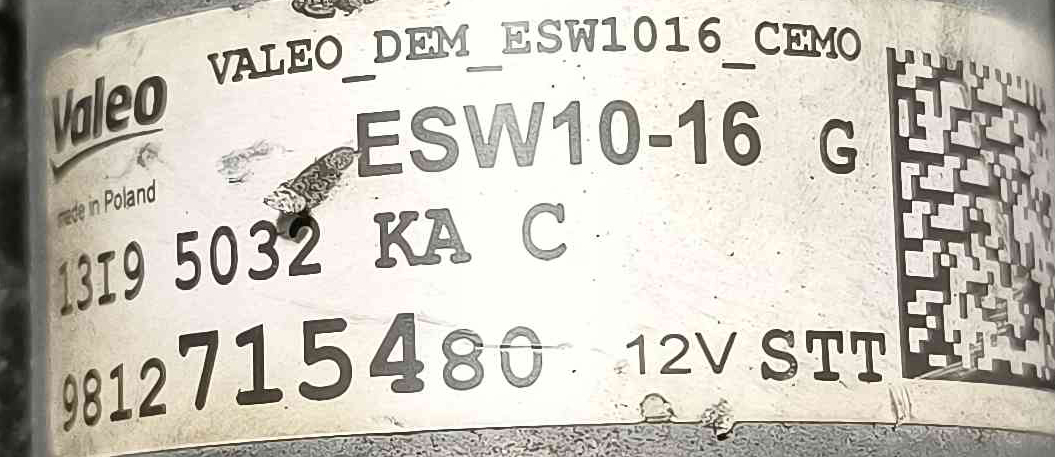 VALEO_DEM_ESW1016_CEMO
Valeo
ESW10-16 G
made in Poland
13I9 5032 KA C
9812715480 12V STT